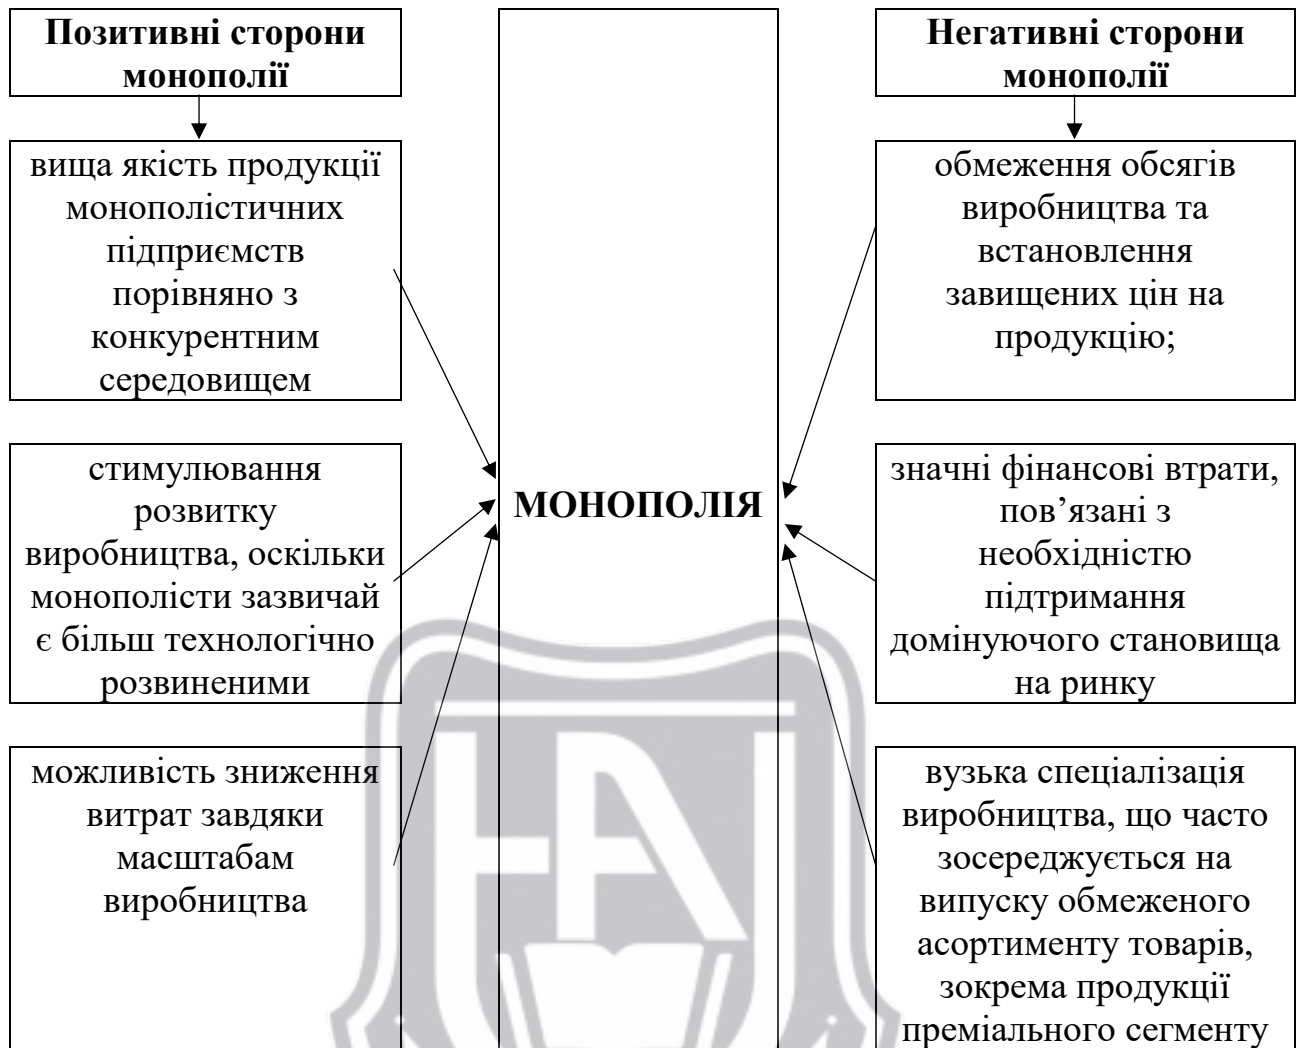 Позитивні сторони
монополії
вища якість продукції
монополістичних
підприємств
порівняно з
конкурентним
середовищем
стимулювання
розвитку
виробництва, оскільки
монополісти зазвичай
є більш технологічно
розвиненими
можливість зниження
витрат завдяки
масштабам
виробництва
МОНОПОЛІЯ
Негативні сторони
монополії
обмеження обсягів
виробництва та
встановлення
завищених цін на
продукцію;
значні фінансові втрати,
пов’язані з
необхідністю
підтримання
домінуючого становища
на ринку
вузька спеціалізація
виробництва, що часто
зосереджується на
випуску обмеженого
асортименту товарів,
зокрема продукції
преміального сегменту